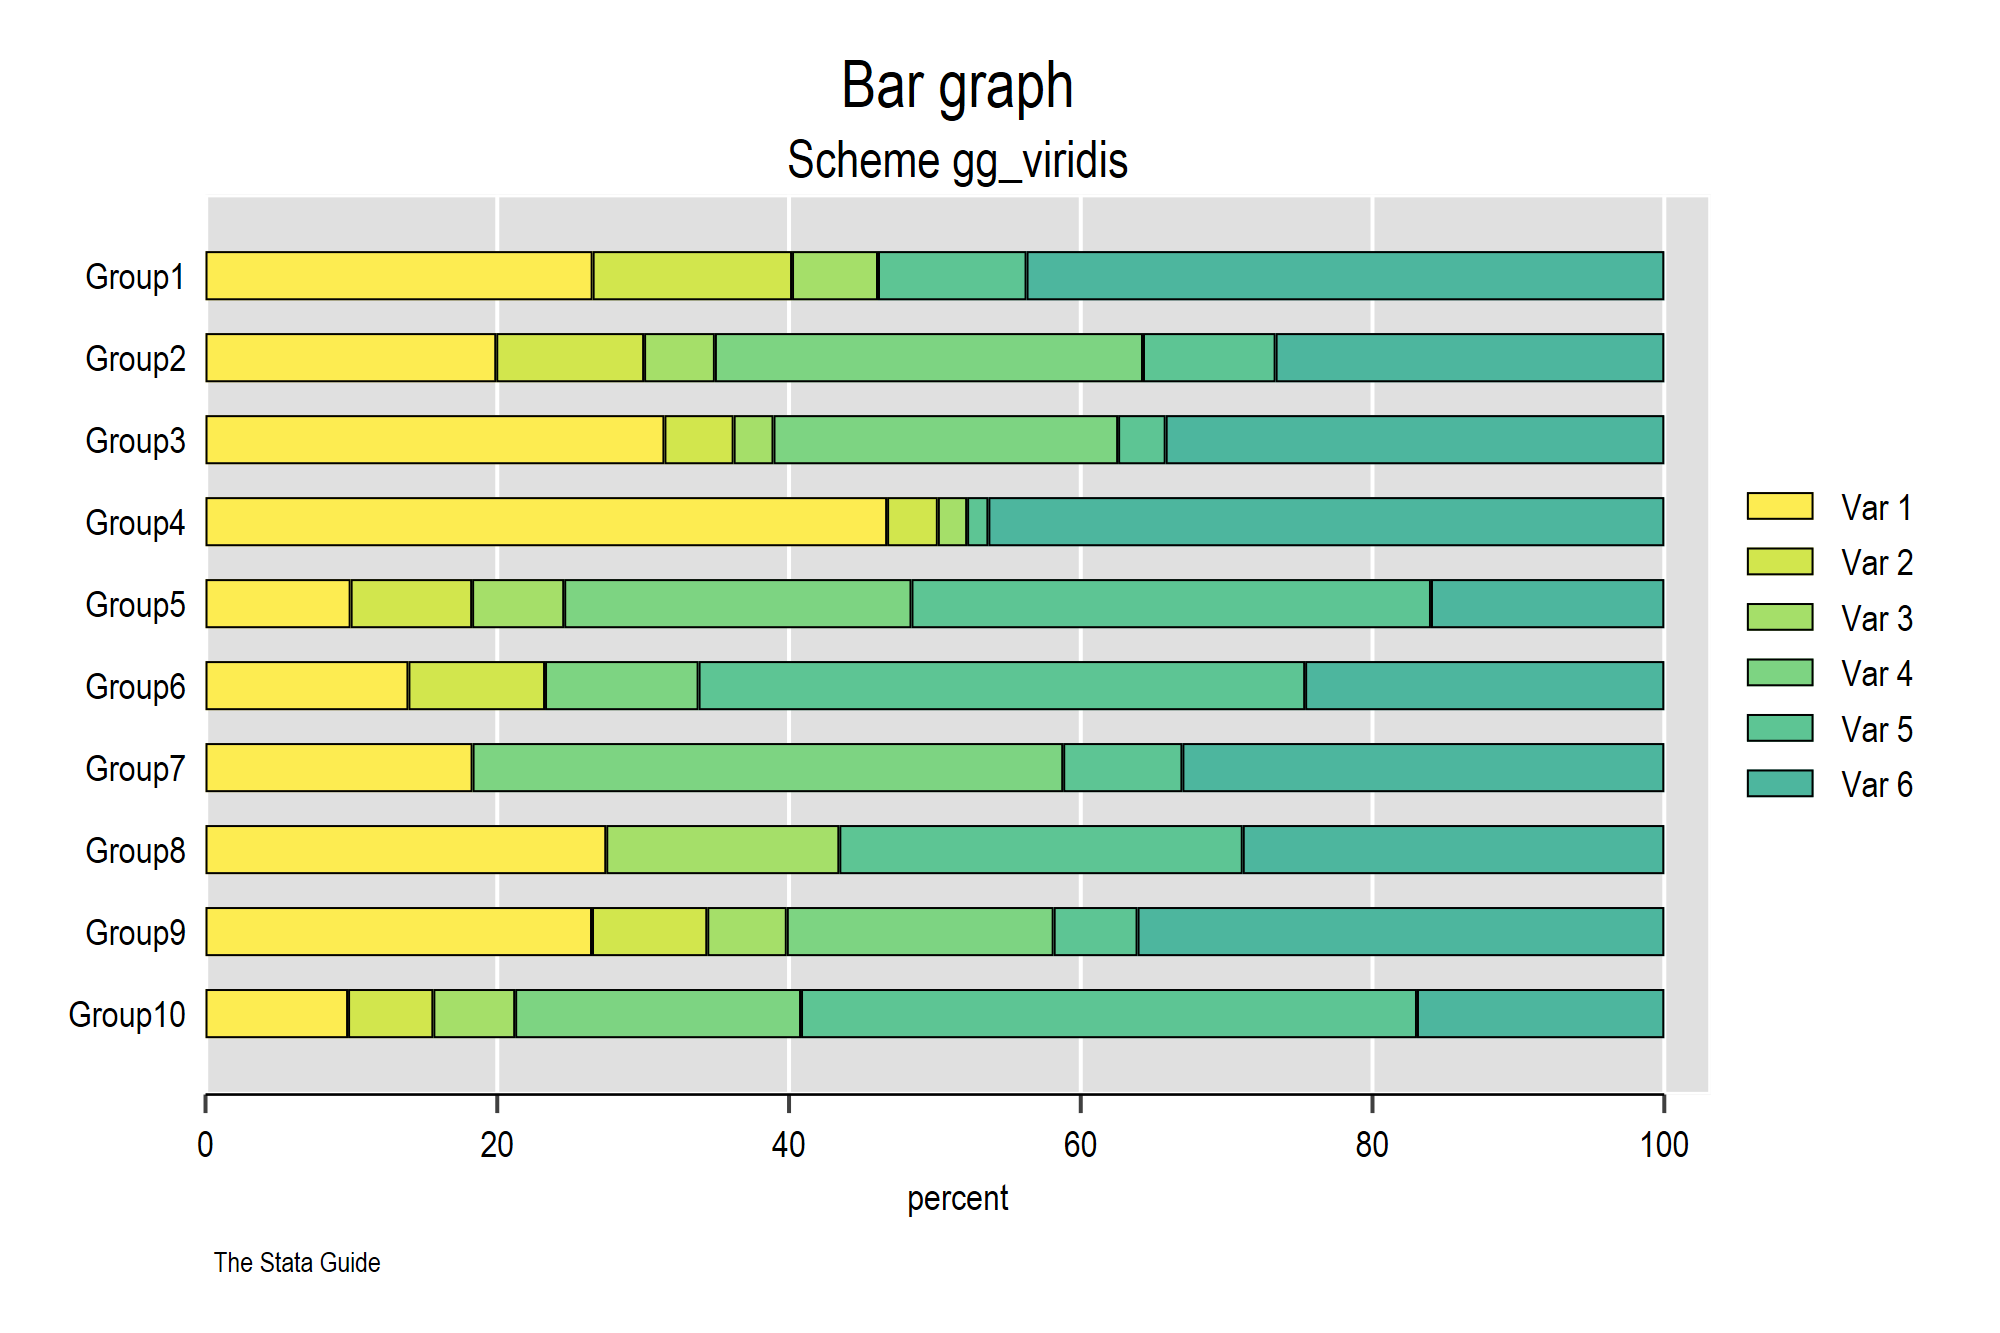 Bar graph
Scheme gg_viridis
Group1
Group2
Group3
Group4
Group5
Group6
Group7
Group8
Group9
Group10
Var 1
Var 2
Var 3
Var 4
Var 5
Var 6
0 20 40 60 80 100
percent
The Stata Guide